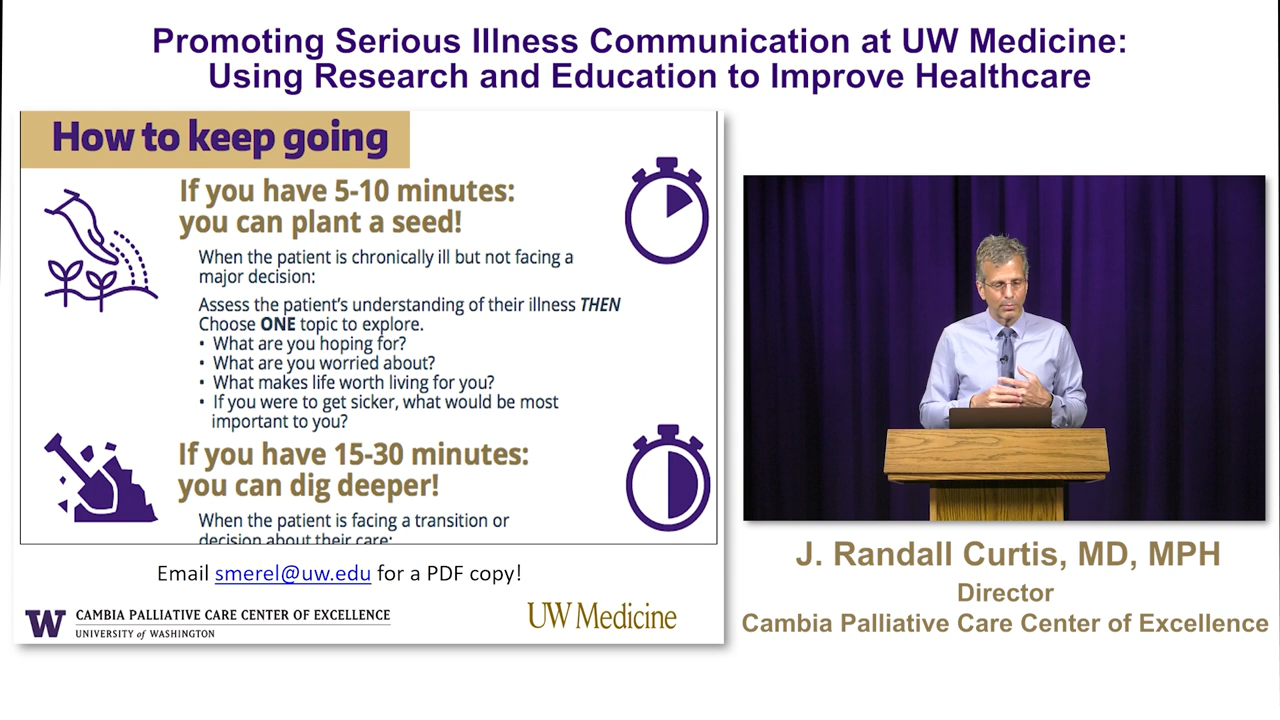 Promoting Serious Illness Communication at UW Medicine:
Using Research and Education to Improve Healthcare
How to keep going
If you have 5-10 minutes:
you can plant a seed!
When the patient is chronically ill but not facing a
major decision:
Assess the patient's understanding of their illness THEN
Choose ONE topic to explore.
• What are you hoping for?
• What are you worried about?
• What makes life worth living for you?
• If you were to get sicker, what would be most
important to you?
If you have 15-30 minutes:
you can dig deeper!
When the patient is facing a transition or
decision about their care:
Email smerel@uw.edu for a PDF copy!
W CAMBIA PALLIATIVE CARE CENTER OF EXCELLENCE
UNIVERSITY of WASHINGTON
UW Medicine
J. Randall Curtis, MD, MPH
Director
Cambia Palliative Care Center of Excellence